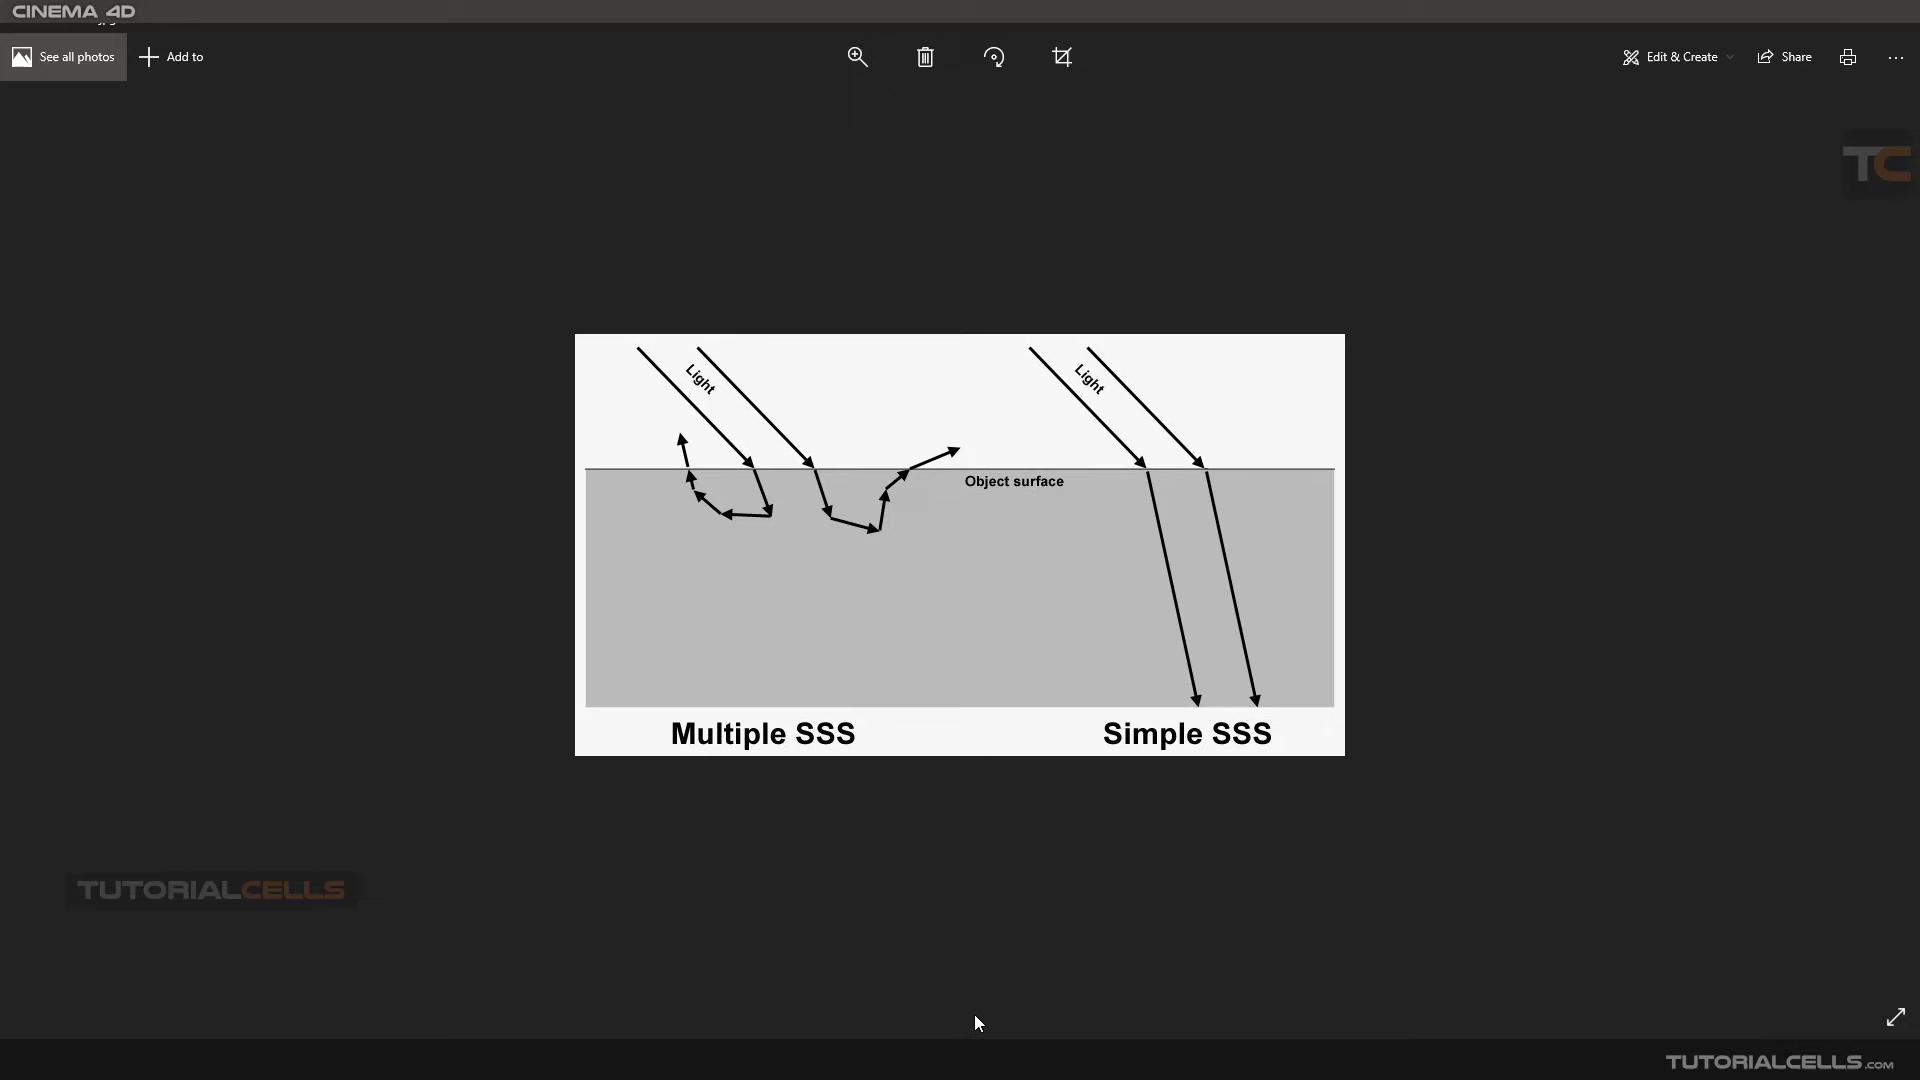 CINEMA 4D
See all photos
Add to
Edit & Create
Share
TC
Light
Light
Object surface
Multiple SSS
Simple SSS
TUTORIALCELLS
TUTORIALCELLS.COM